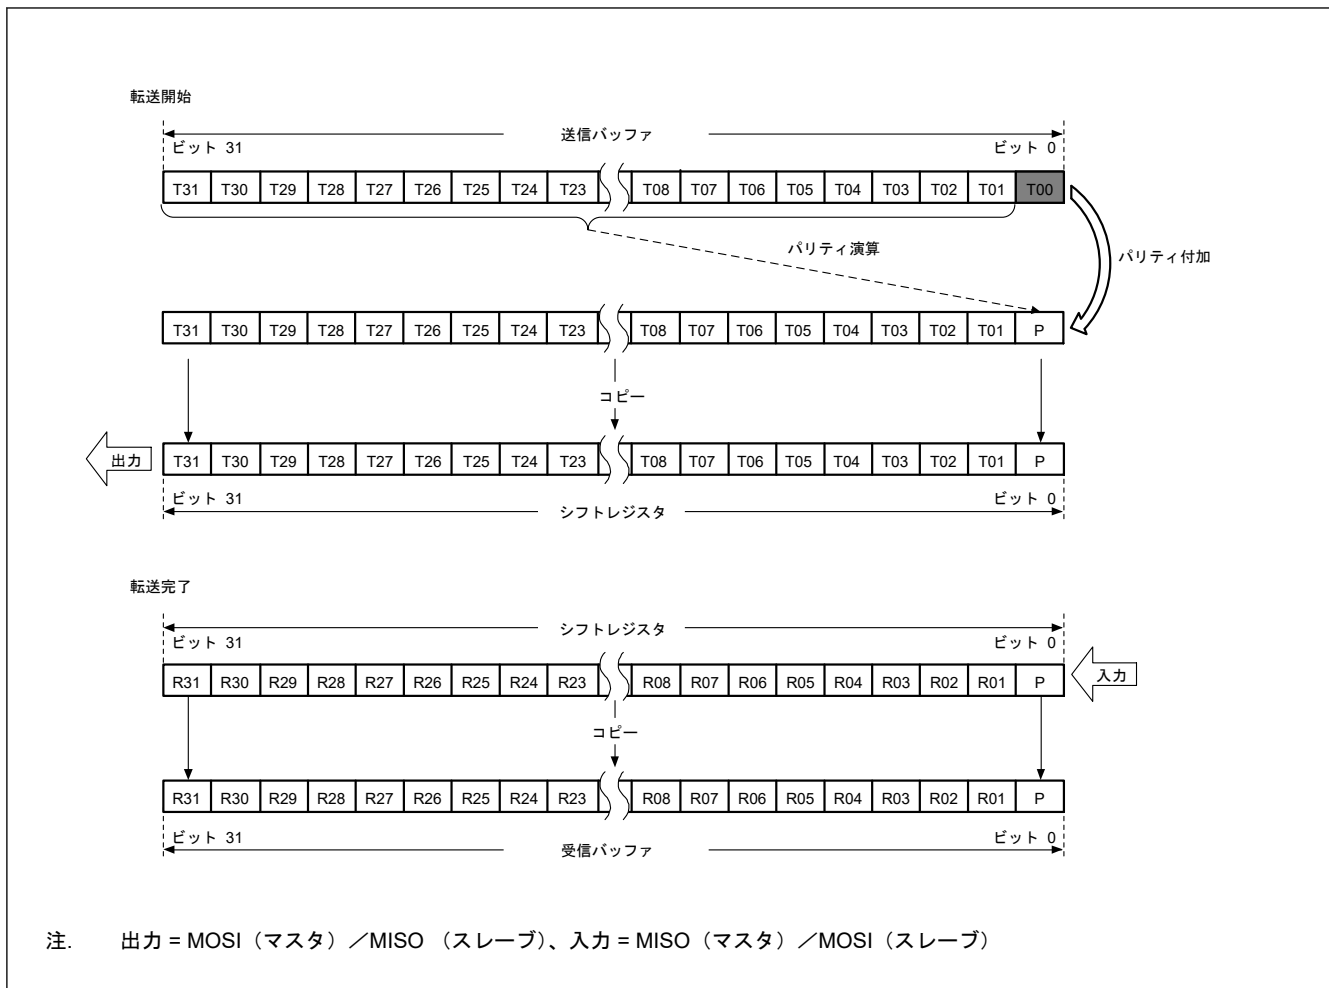 転送開始
送信バッファ
ビット 31 ビット 0
T31 T30 T29 T28 T27 T26 T25 T24 T23 T08 T07 T06 T05 T04 T03 T02 T01 T00
パリティ演算
パリティ付加
T31 T30 T29 T28 T27 T26 T25 T24 T23 T08 T07 T06 T05 T04 T03 T02 T01 P
コピー
出力
T31 T30 T29 T28 T27 T26 T25 T24 T23 T08 T07 T06 T05 T04 T03 T02 T01 P
ビット 31 ビット 0
シフトレジスタ
転送完了
シフトレジスタ
ビット 31 ビット 0
R31 R30 R29 R28 R27 R26 R25 R24 R23 R08 R07 R06 R05 R04 R03 R02 R01 P
入力
コピー
R31 R30 R29 R28 R27 R26 R25 R24 R23 R08 R07 R06 R05 R04 R03 R02 R01 P
ビット 31 ビット 0
受信バッファ
注. 出力 = MOSI（マスタ）／MISO （スレーブ）、入力 = MISO（マスタ）／MOSI（スレーブ）